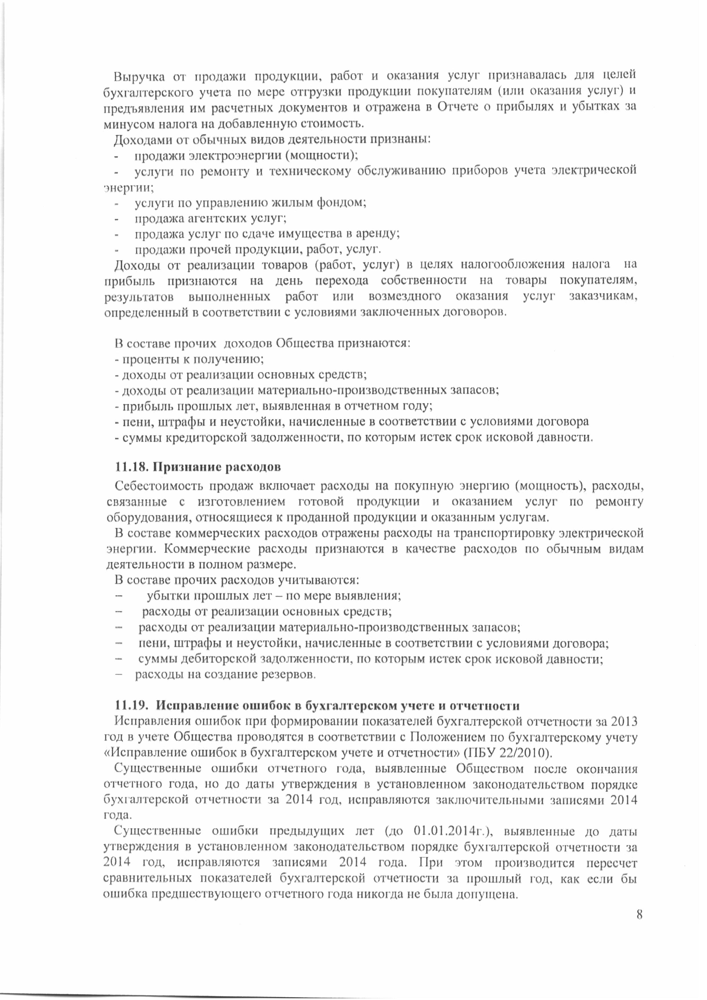 Выручка от продажи продукции, работ и оказания услуг признавалась для целей
бухгалтерского учета по мере отгрузки продукции покупателям (или оказания услуг) и
предъявления им расчетных документов и отражена в Отчете о прибылях и убытках за
минусом налога на добавленную стоимость.
Доходами от обычных видов деятельности признаны:
- продажи электроэнергии (мощности);
- услуги по ремонту и техническому обслуживанию приборов учета электрической
энергии;
- услуги по управлению жилым фондом;
- продажа агентских услуг;
- продажа услуг по сдаче имущества в аренду;
- продажи прочей продукции, работ, услуг.
Доходы от реализации товаров (работ, услуг) в целях налогообложения налога на
прибыль признаются на день перехода собственности на товары покупателям,
результатов выполненных работ или возмездного оказания услуг заказчикам,
определенный в соответствии с условиями заключенных договоров.
В составе прочих доходов Общества признаются:
- проценты к получению;
- доходы от реализации основных средств;
- доходы от реализации материально-производственных запасов;
- прибыль прошлых лет, выявленная в отчетном году;
- пени, штрафы и неустойки, начисленные в соответствии с условиями договора
- суммы кредиторской задолженности, по которым истек срок исковой давности.
11.18. Признание расходов
Себестоимость продаж включает расходы на покупную энергию (мощность), расходы,
связанные с изготовлением готовой продукции и оказанием услуг по ремонту
оборудования, относящиеся к проданной продукции и оказанным услугам.
В составе коммерческих расходов отражены расходы на транспортировку электрической
энергии. Коммерческие расходы признаются в качестве расходов по обычным видам
деятельности в полном размере.
В составе прочих расходов учитываются:
– убытки прошлых лет – по мере выявления;
– расходы от реализации основных средств;
– расходы от реализации материально-производственных запасов;
– пени, штрафы и неустойки, начисленные в соответствии с условиями договора;
– суммы дебиторской задолженности, по которым истек срок исковой давности;
– расходы на создание резервов.
11.19. Исправление ошибок в бухгалтерском учете и отчетности
Исправления ошибок при формировании показателей бухгалтерской отчетности за 2013
год в учете Общества проводятся в соответствии с Положением по бухгалтерскому учету
«Исправление ошибок в бухгалтерском учете и отчетности» (ПБУ 22/2010).
Существенные ошибки отчетного года, выявленные Обществом после окончания
отчетного года, но до даты утверждения в установленном законодательством порядке
бухгалтерской отчетности за 2014 год, исправляются заключительными записями 2014
года.
Существенные ошибки предыдущих лет (до 01.01.2014г.), выявленные до даты
утверждения в установленном законодательством порядке бухгалтерской отчетности за
2014 год, исправляются записями 2014 года. При этом производится пересчет
сравнительных показателей бухгалтерской отчетности за прошлый год, как если бы
ошибка предшествующего отчетного года никогда не была допущена.
8